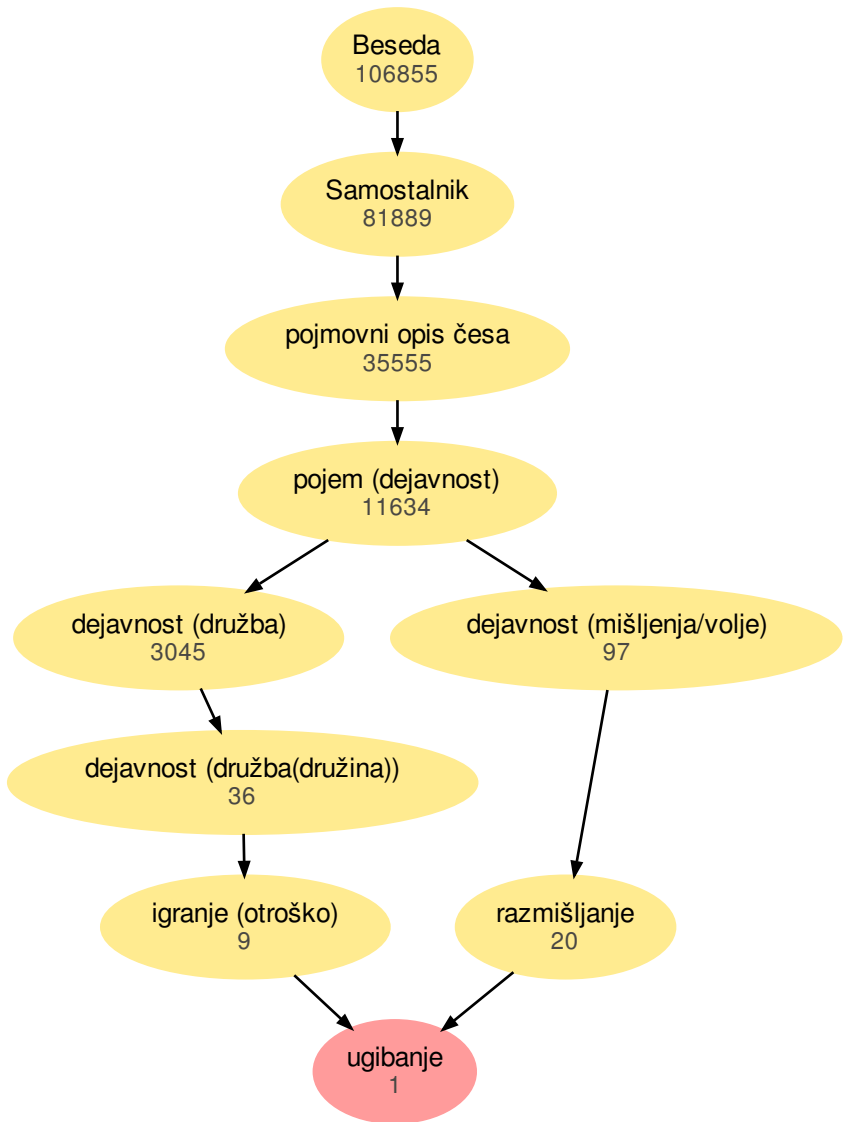 Beseda
106855
Samostalnik
81889
pojmovni opis česa
35555
pojem (dejavnost)
11634
dejavnost (družba)
3045
dejavnost (mišljenja/volje)
97
dejavnost (družba(družina))
36
igranje (otroško)
9
razmišljanje
20
ugibanje
1